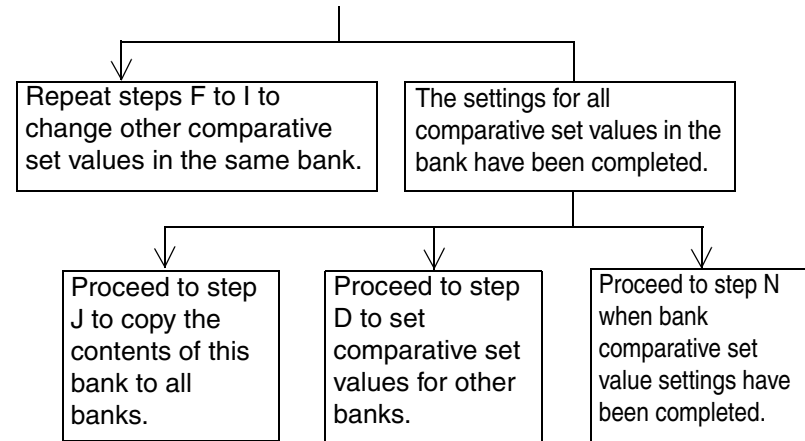 Repeat steps F to I to
change other comparative
set values in the same bank.
The settings for all
comparative set values in the
bank have been completed.
Proceed to step
J to copy the
contents of this
bank to all
banks.
Proceed to step
D to set
comparative set
values for other
banks.
Proceed to step N
when bank
comparative set
value settings have
been completed.